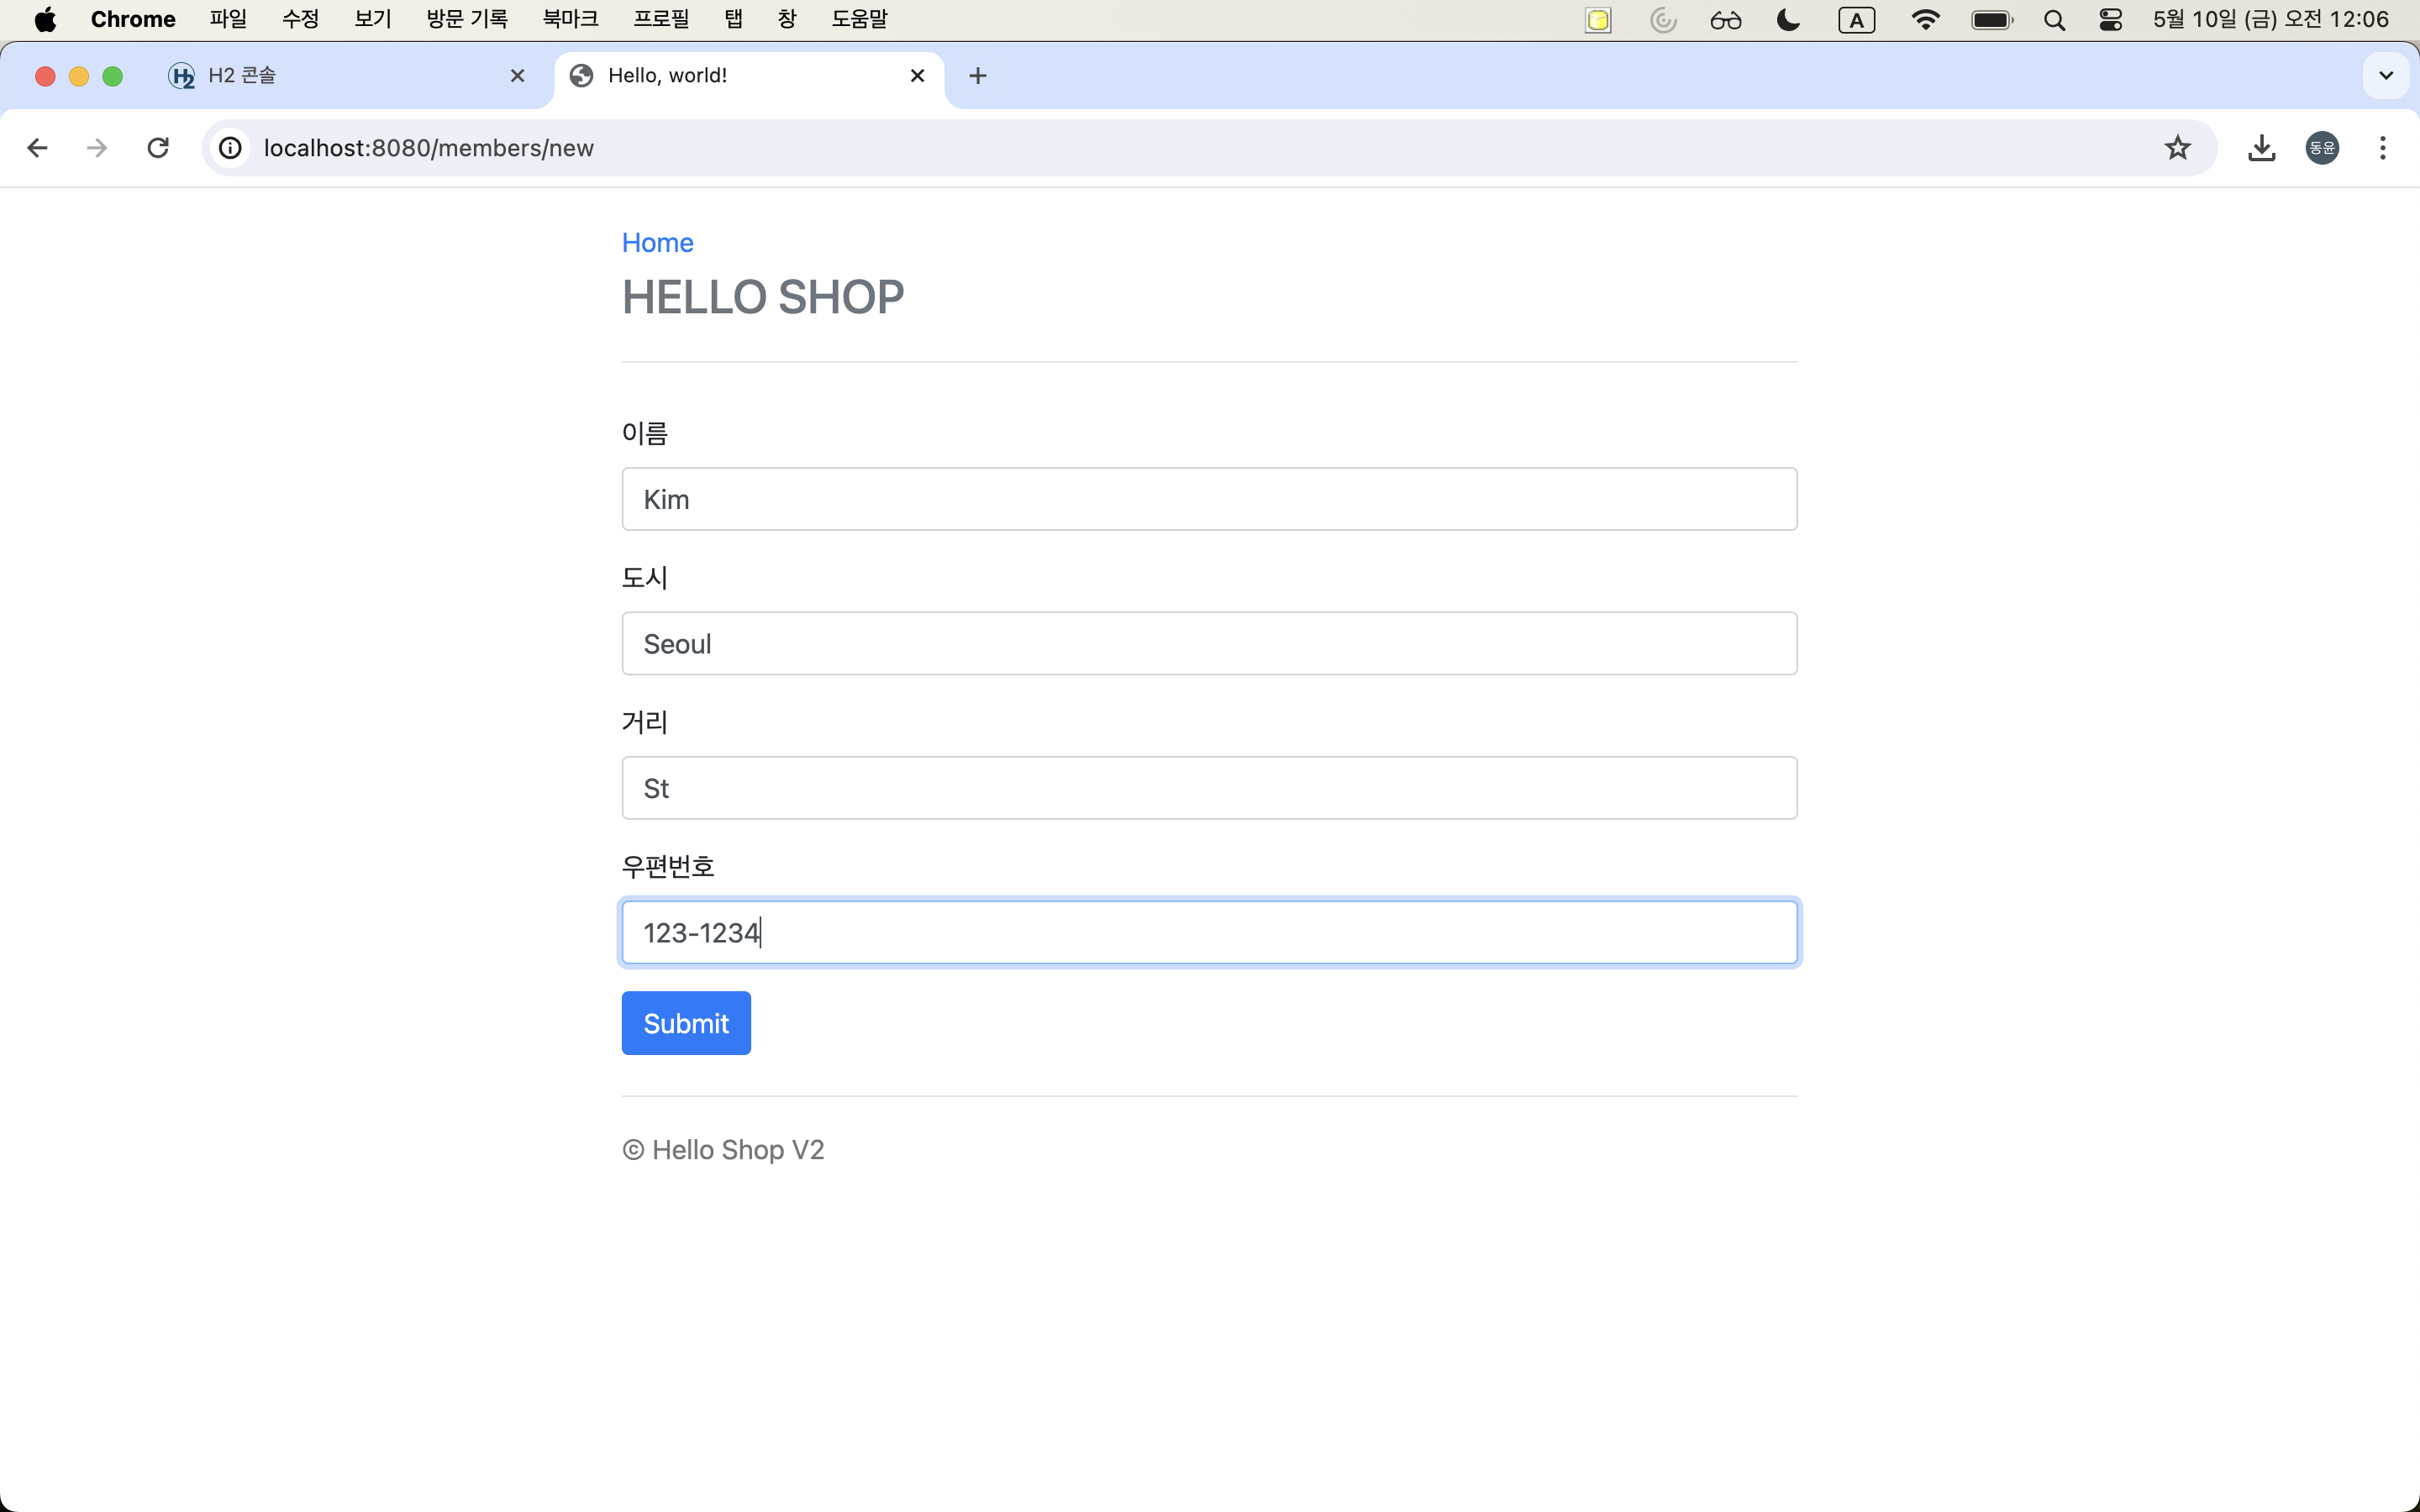 Chrome 파일 수정 보기 방문 기록 북마크 프로필 탭 창 도움말 A 5월 10일 (금) 오전 12:06
H2 H2 콘솔 Hello, world!
localhost:8080/members/new 동윤
Home
HELLO SHOP
이름
Kim
도시
Seoul
거리
St
우편번호
123-1234
Submit
© Hello Shop V2